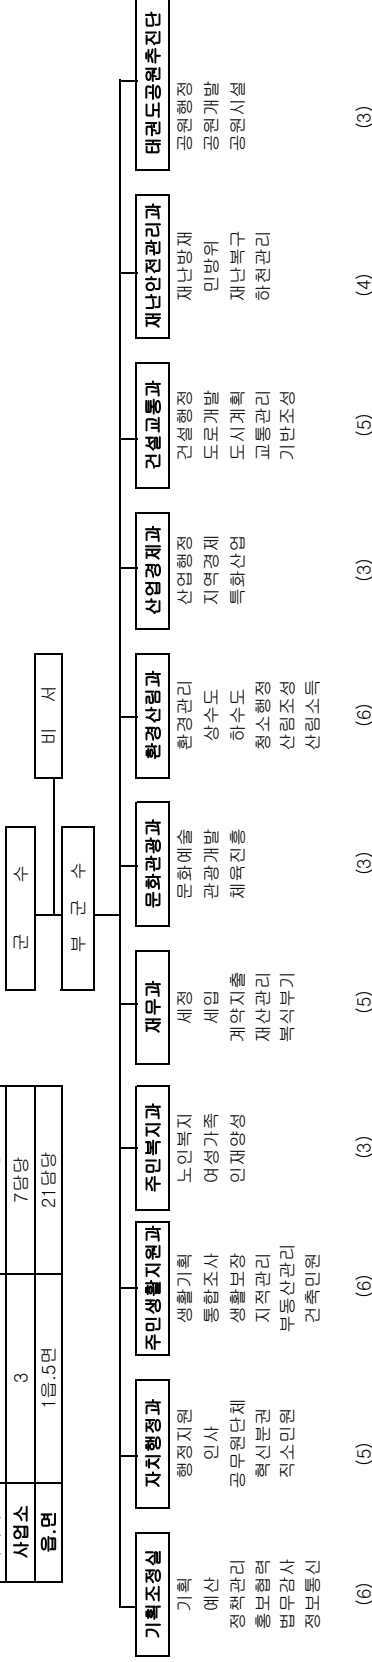 사업소 3 7담당
읍.면 1읍.5면 21담당
군 수
비 서
부 군 수
기획조정실
기획
예산
정책관리
홍보협력
법무감사
정보통신
(6)
자치행정과
행정지원
인사
공무원단체
혁신분권
직소민원
(5)
주민생활지원과
생활기획
통합조사
생활보장
지적관리
부동산관리
건축민원
(6)
주민복지과
노인복지
여성가족
인재양성
(3)
재무과
세정
세입
계약지출
재산관리
복식부기
(5)
문화관광과
문화예술
관광개발
체육진흥
(3)
환경산림과
환경관리
상수도
하수도
청소행정
산림조성
산림소득
(6)
산업경제과
산업행정
지역경제
특화산업
(3)
건설교통과
건설행정
도로개발
도시계획
교통관리
기반조성
(5)
재난안전관리과
재난방재
민방위
재난복구
하천관리
(4)
태권도공원추진단
공원행정
공원개발
공원시설
(3)